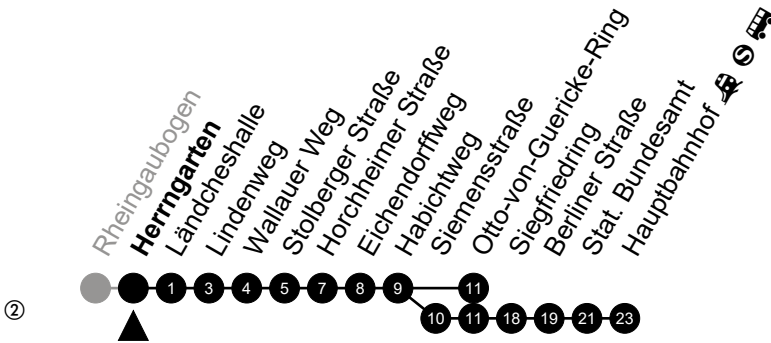 Rheingaubogen
Herrngarten
Ländcheshalle
Lindenweg
Wallauer Weg
Stolberger Straße
Horchheimer Straße
Eichendorffweg
Habichtweg
Siemensstraße
Otto-von-Guericke-Ring
Siegfriedring
Berliner Straße
Stat. Bundesamt
Hauptbahnhof S
1 3 4 5 7 8 9 11
② 10 11 18 19 21 23